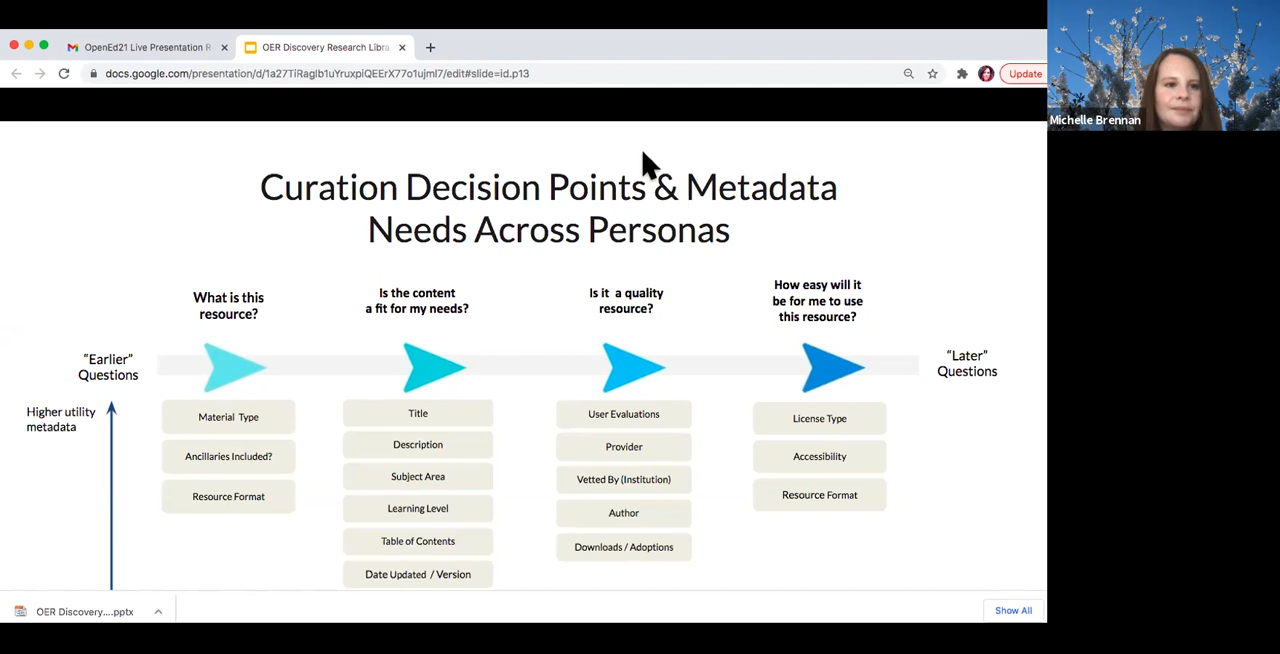 OpenEd21 Live Presentation R
OER Discovery Research Libra
docs.google.com/presentation/d/1a27TiRaglb1uYruxpiQEErX77o1ujml7/edit#slide=id.p13
Update
Michelle Brennan
Curation Decision Points & Metadata
Needs Across Personas
What is this
resource?
Is the content
a fit for my needs?
Is it a quality
resource?
How easy will it
be for me to use
this resource?
“Earlier”
Questions
“Later”
Questions
Higher utility
metadata
Material Type
Ancillaries Included?
Resource Format
Title
Description
Subject Area
Learning Level
Table of Contents
Date Updated / Version
User Evaluations
Provider
Vetted By (Institution)
Author
Downloads / Adoptions
License Type
Accessibility
Resource Format
OER Discovery....pptx
Show All